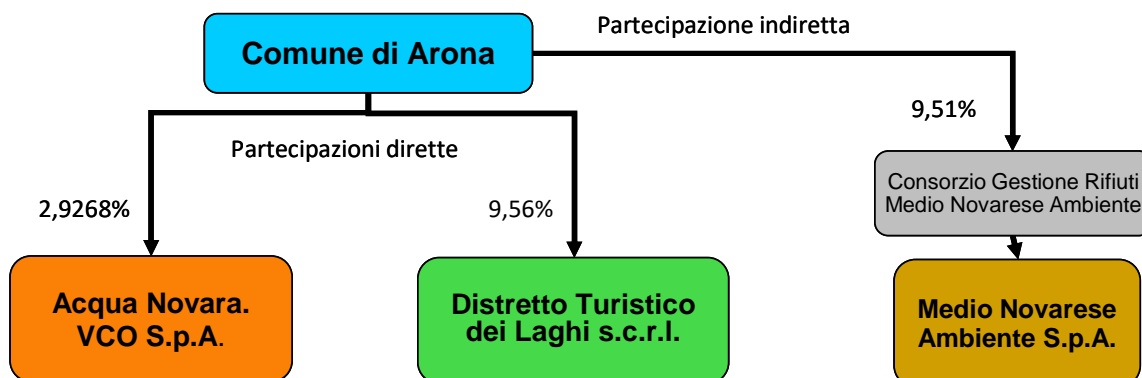 Partecipazione indiretta
Comune di Arona
9,51%
Partecipazioni dirette
Consorzio Gestione Rifiuti
Medio Novarese Ambiente
2,9268%
9,56%
Acqua Novara.
VCO S.p.A.
Distretto Turistico
dei Laghi s.c.r.l.
Medio Novarese
Ambiente S.p.A.